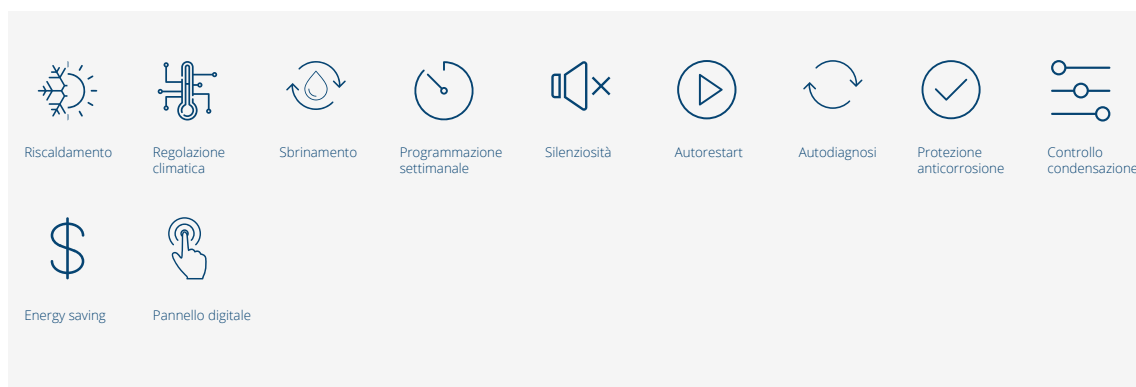 Riscaldamento
Regolazione
climatica
Sbrinamento
Programmazione
settimanale
Silenziosità
Autorestart
Autodiagnosi
Protezione
anticorrosione
Controllo
condensazione
Energy saving
Pannello digitale